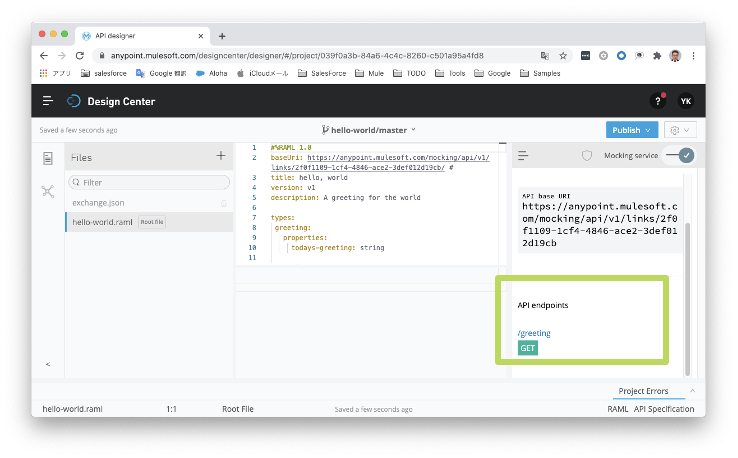 API designer
anypoint.mulesoft.com/designcenter/designer/#/project/039f0a3b-84a6-4c4c-8260-c501a95a4fd8
アプリ salesforce Google 翻訳 Aloha iCloudメール SalesForce Mule TODO Tools Google Samples
Design Center
? YK
Saved a few seconds ago
hello-world/master
Publish
Files
Filter
exchange.json
hello-world.raml Root file
1 #%RAML 1.0
2 baseUri: https://anypoint.mulesoft.com/mocking/api/v1/
links/2f0f1109-1cf4-4846-ace2-3def012d19cb/ #
3 title: hello, world
4 version: v1
5 description: A greeting for the world
6
7 types:
8 greeting:
9 properties:
10 todays-greeting: string
11
Mocking service
API base URI
https://anypoint.mulesoft.c
om/mocking/api/v1/links/2f0
f1109-1cf4-4846-ace2-3def01
2d19cb
API endpoints
/greeting
GET
Project Errors
hello-world.raml 1:1 Root File Saved a few seconds ago RAML API Specification